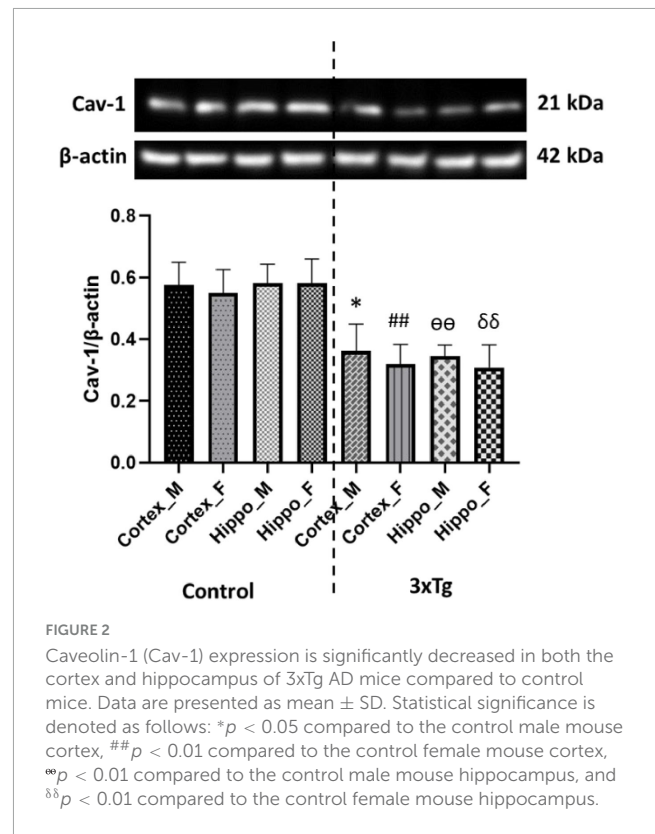 Cav-1
21 kDa
β-actin
42 kDa
Cav-1/β-actin
0.8
0.6
0.4
0.2
0.0
*
##
ɵɵ
δδ
Cortex_M
Cortex_F
Hippo_M
Hippo_F
Cortex_M
Cortex_F
Hippo_M
Hippo_F
Control
3xTg
FIGURE 2
Caveolin-1 (Cav-1) expression is significantly decreased in both the
cortex and hippocampus of 3xTg AD mice compared to control
mice. Data are presented as mean ± SD. Statistical significance is
denoted as follows: *p < 0.05 compared to the control male mouse
cortex, ##p < 0.01 compared to the control female mouse cortex,
ɵɵp < 0.01 compared to the control male mouse hippocampus, and
δδp < 0.01 compared to the control female mouse hippocampus.